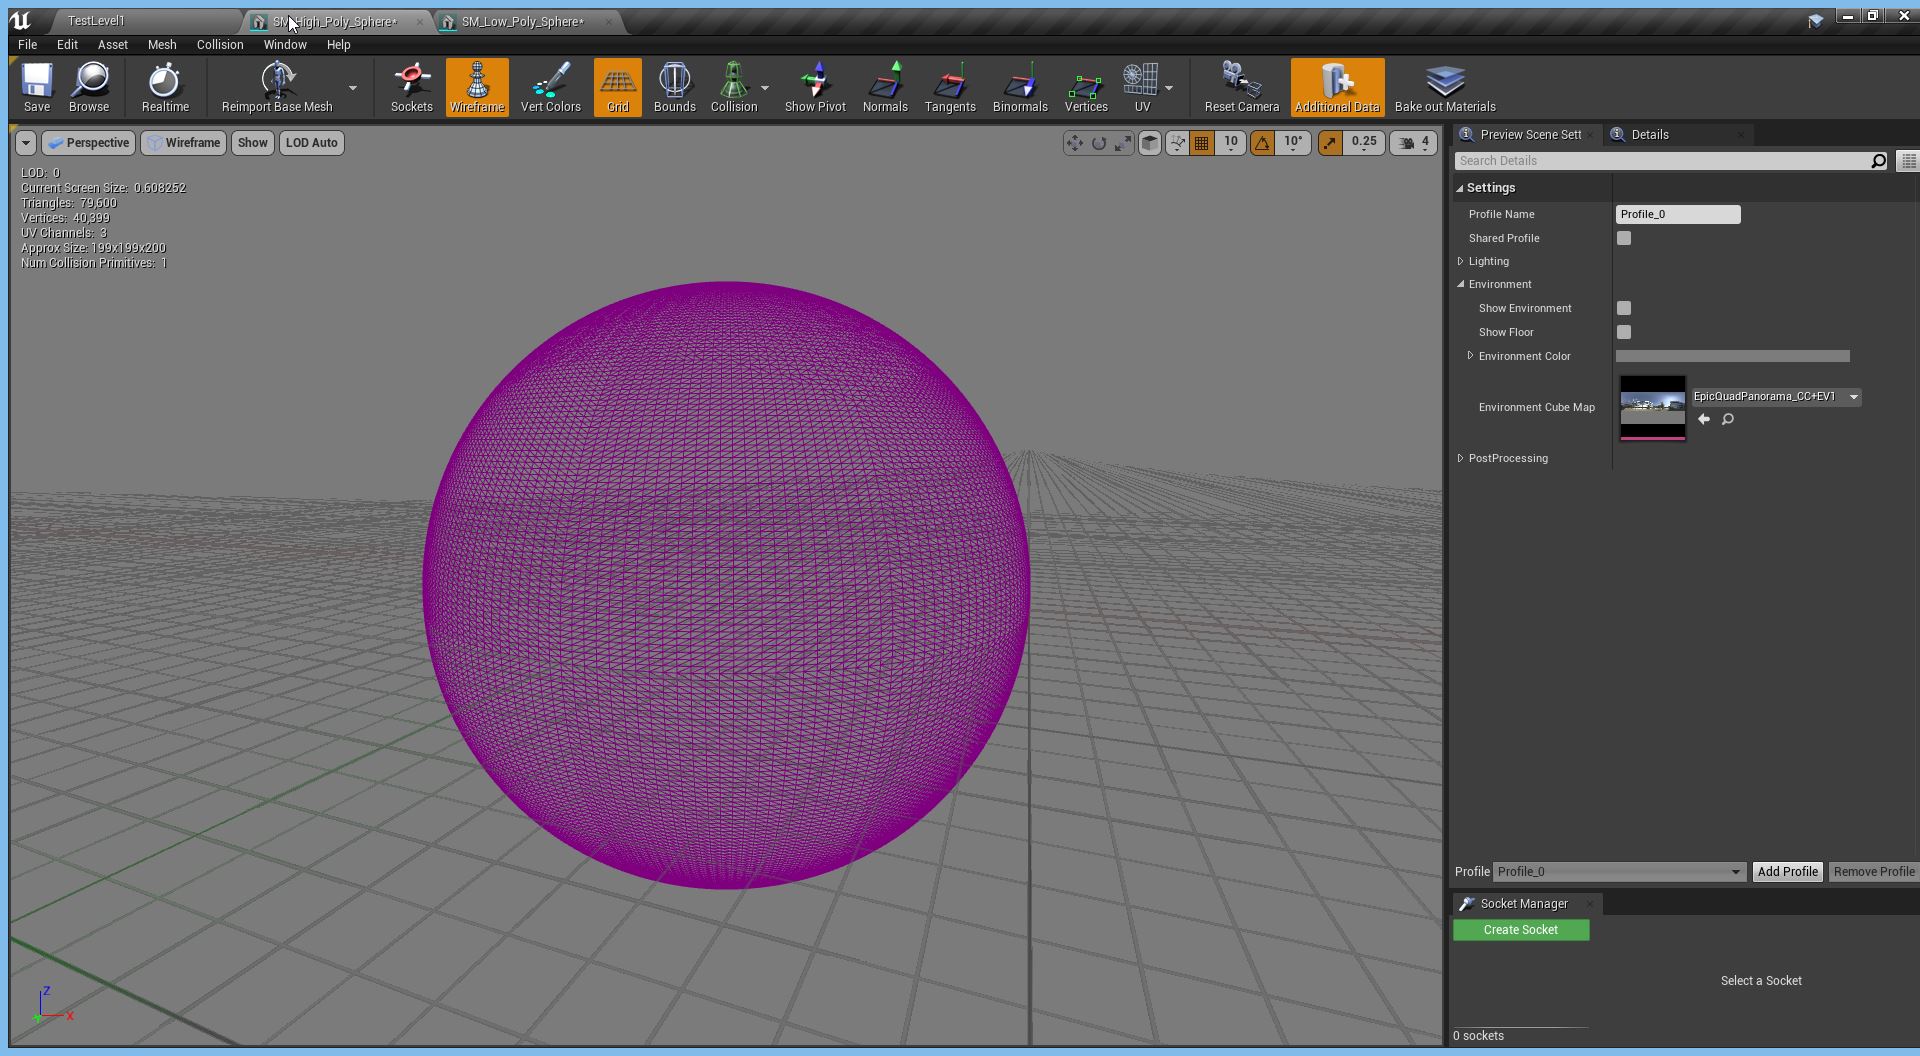 TestLevel1
SM_High_Poly_Sphere*
SM_Low_Poly_Sphere*
File Edit Asset Mesh Collision Window Help
Save Browse Realtime Reimport Base Mesh Sockets Wireframe Vert Colors Grid Bounds Collision Show Pivot Normals Tangents Binormals Vertices UV Reset Camera Additional Data Bake out Materials
Perspective Wireframe Show LOD Auto 10 10° 0.25 4
LOD: 0
Current Screen Size: 0.608252
Triangles: 79,600
Vertices: 40,399
UV Channels: 3
Approx Size: 199x199x200
Num Collision Primitives: 1
Z
X
Preview Scene Sett Details
Search Details
Settings
Profile Name Profile_0
Shared Profile
Lighting
Environment
Show Environment
Show Floor
Environment Color
Environment Cube Map EpicQuadPanorama_CC+EV1
PostProcessing
Profile Profile_0 Add Profile Remove Profile
Socket Manager
Create Socket
Select a Socket
0 sockets